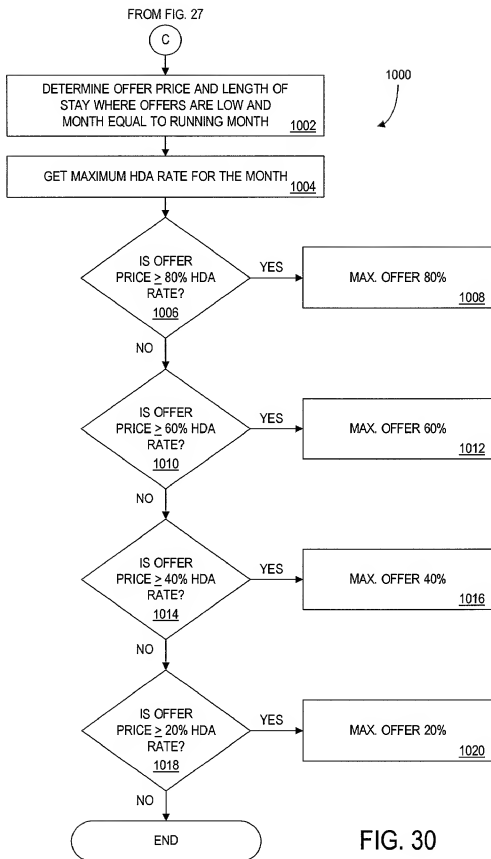 FROM FIG. 27
C
1000
DETERMINE OFFER PRICE AND LENGTH OF
STAY WHERE OFFERS ARE LOW AND
MONTH EQUAL TO RUNNING MONTH
1002
GET MAXIMUM HDA RATE FOR THE MONTH
1004
IS OFFER
PRICE ≥ 80% HDA
RATE?
1006
YES
MAX. OFFER 80%
1008
NO
IS OFFER
PRICE ≥ 60% HDA
RATE?
1010
YES
MAX. OFFER 60%
1012
NO
IS OFFER
PRICE ≥ 40% HDA
RATE?
1014
YES
MAX. OFFER 40%
1016
NO
IS OFFER
PRICE ≥ 20% HDA
RATE?
1018
YES
MAX. OFFER 20%
1020
NO
END
FIG. 30